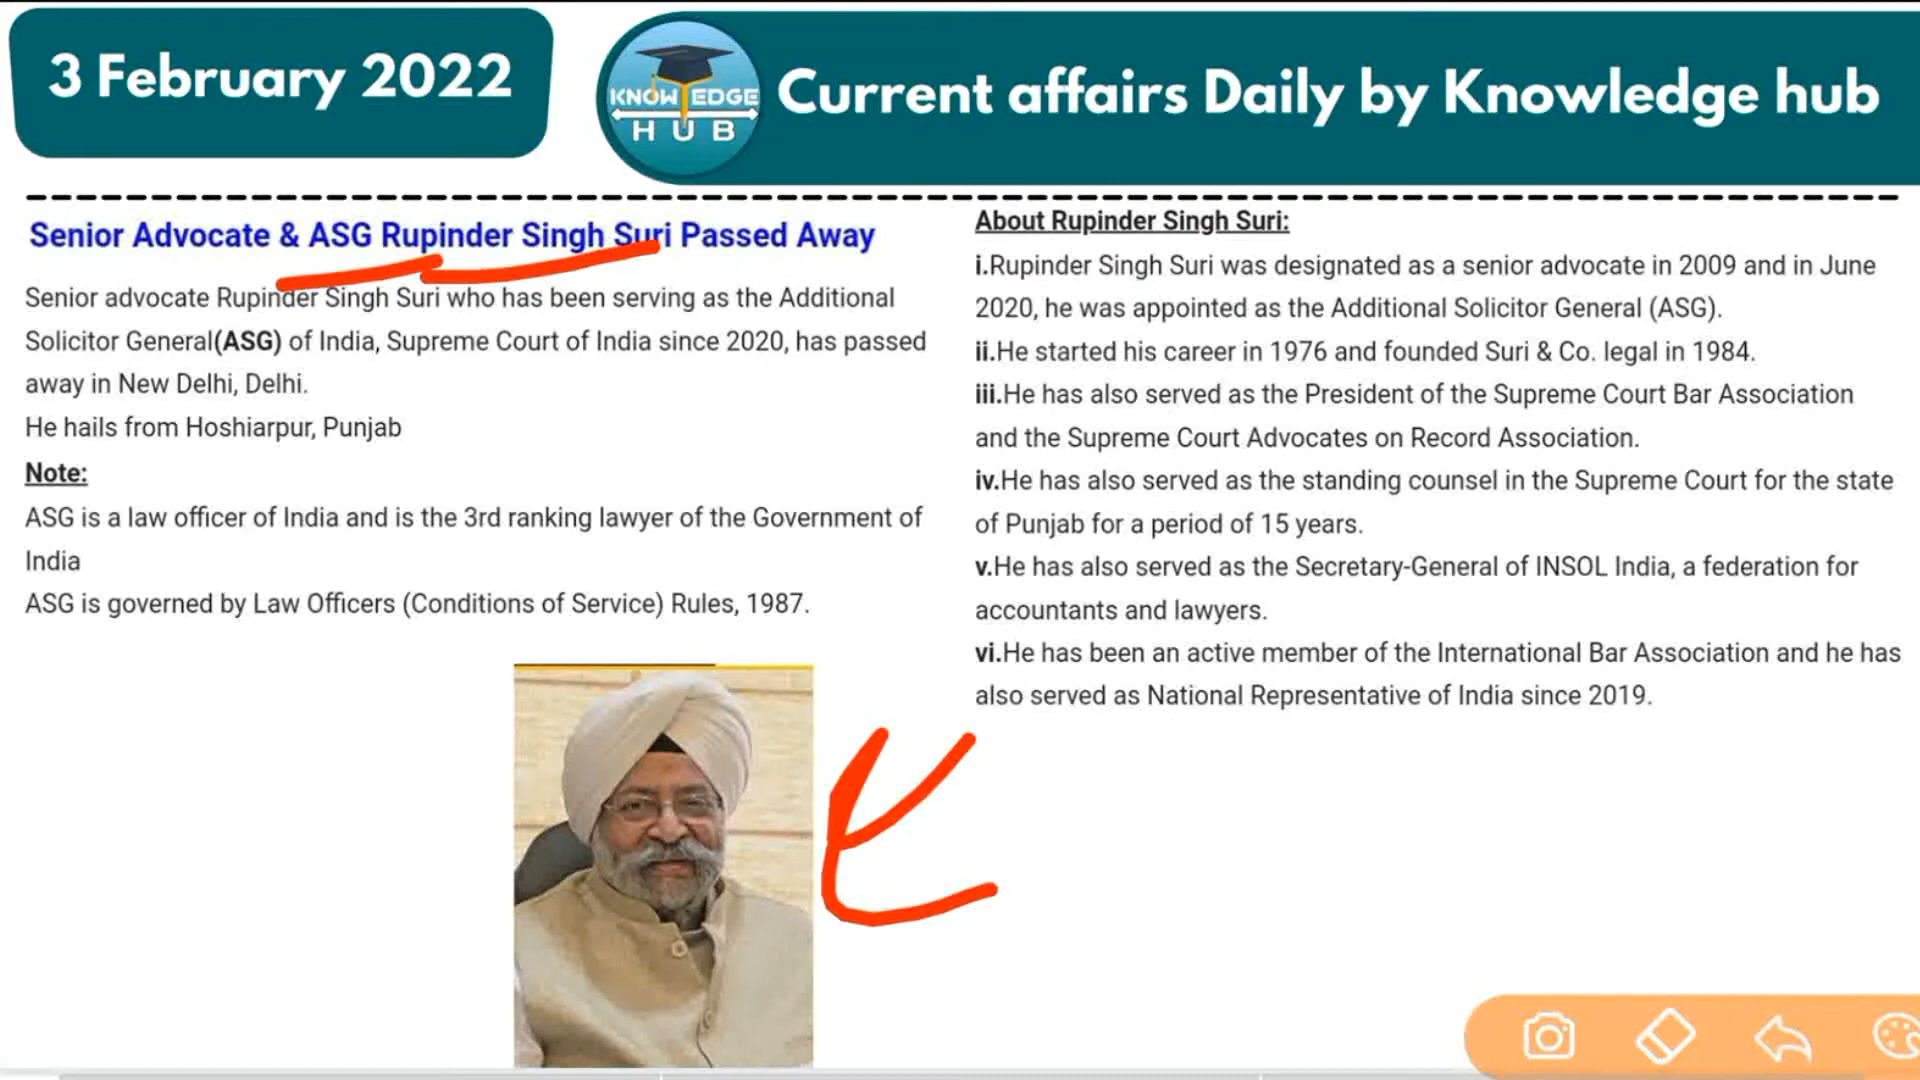 3 February 2022
KNOWLEDGE
HUB
Current affairs Daily by Knowledge hub
Senior Advocate & ASG Rupinder Singh Suri Passed Away
Senior advocate Rupinder Singh Suri who has been serving as the Additional
Solicitor General(ASG) of India, Supreme Court of India since 2020, has passed
away in New Delhi, Delhi.
He hails from Hoshiarpur, Punjab
Note:
ASG is a law officer of India and is the 3rd ranking lawyer of the Government of
India
ASG is governed by Law Officers (Conditions of Service) Rules, 1987.
About Rupinder Singh Suri:
i.Rupinder Singh Suri was designated as a senior advocate in 2009 and in June
2020, he was appointed as the Additional Solicitor General (ASG).
ii.He started his career in 1976 and founded Suri & Co. legal in 1984.
iii.He has also served as the President of the Supreme Court Bar Association
and the Supreme Court Advocates on Record Association.
iv.He has also served as the standing counsel in the Supreme Court for the state
of Punjab for a period of 15 years.
v.He has also served as the Secretary-General of INSOL India, a federation for
accountants and lawyers.
vi.He has been an active member of the International Bar Association and he has
also served as National Representative of India since 2019.